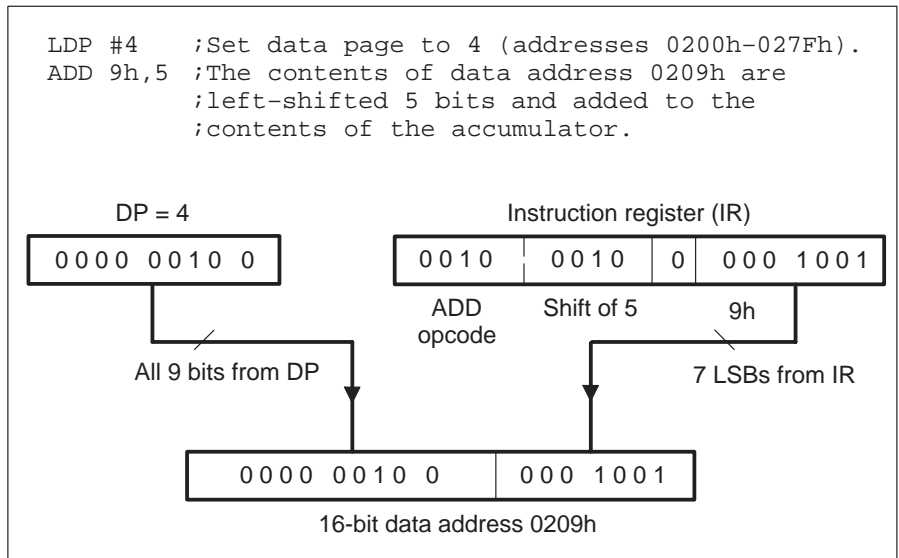 LDP #4 ;Set data page to 4 (addresses 0200h–027Fh).
ADD 9h,5 ;The contents of data address 0209h are
;left–shifted 5 bits and added to the
;contents of the accumulator.
DP = 4
Instruction register (IR)
0000 0010 0
0010 0010 0 000 1001
ADD opcode
Shift of 5
9h
All 9 bits from DP
7 LSBs from IR
0000 0010 0 000 1001
16-bit data address 0209h